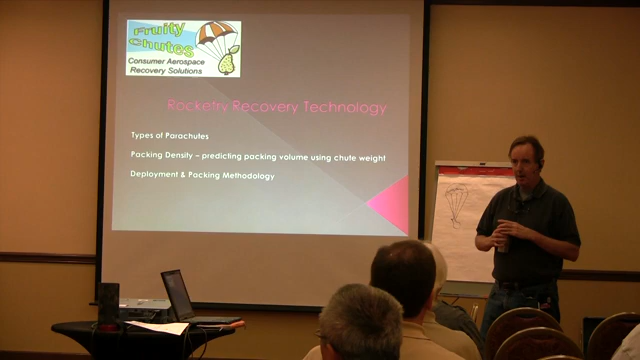 Fruity
Chutes
Consumer Aerospace
Recovery Solutions
Rocketry Recovery Technology
Types of Parachutes
Packing Density – predicting packing volume using chute weight
Deployment & Packing Methodology